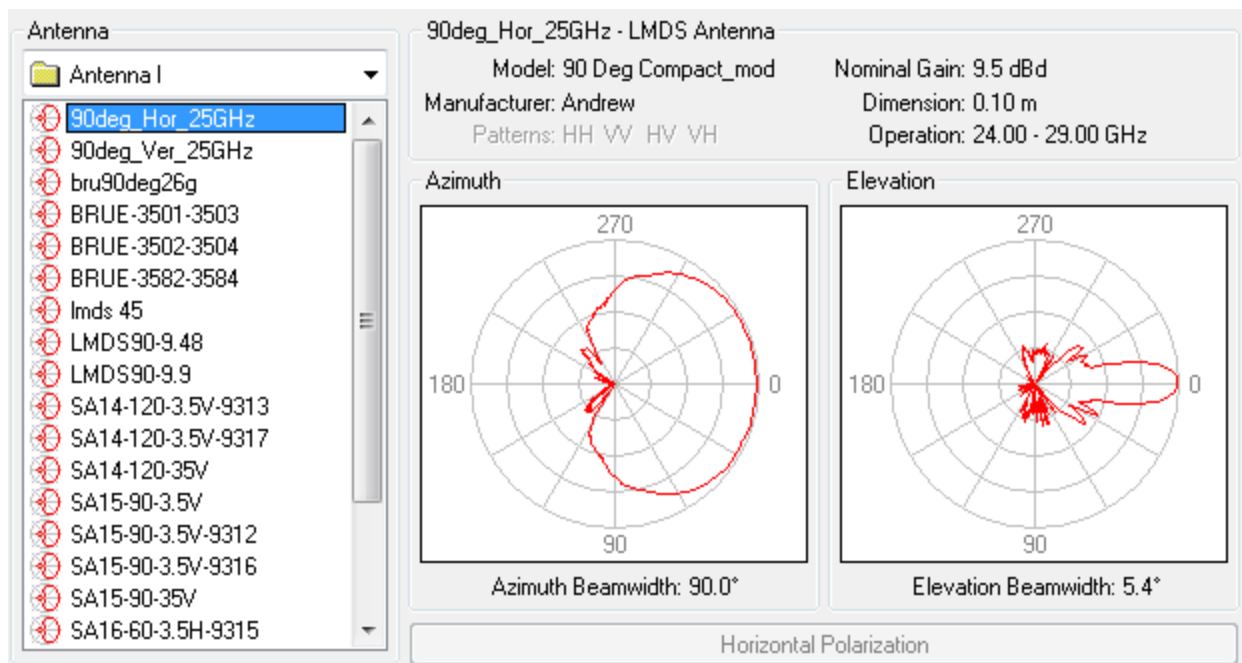 Antenna
Antenna I
90deg_Hor_25GHz
90deg_Ver_25GHz
bru90deg26g
BRUE-3501-3503
BRUE-3502-3504
BRUE-3582-3584
lmds 45
LMDS90-9.48
LMDS90-9.9
SA14-120-3.5V-9313
SA14-120-3.5V-9317
SA14-120-35V
SA15-90-3.5V
SA15-90-3.5V-9312
SA15-90-3.5V-9316
SA15-90-35V
SA16-60-3.5H-9315
90deg_Hor_25GHz - LMDS Antenna
Model: 90 Deg Compact_mod
Manufacturer: Andrew
Patterns: HH VV HV VH
Nominal Gain: 9.5 dBd
Dimension: 0.10 m
Operation: 24.00 - 29.00 GHz
Azimuth
270
180
0
90
Azimuth Beamwidth: 90.0°
Elevation
270
180
0
90
Elevation Beamwidth: 5.4°
Horizontal Polarization